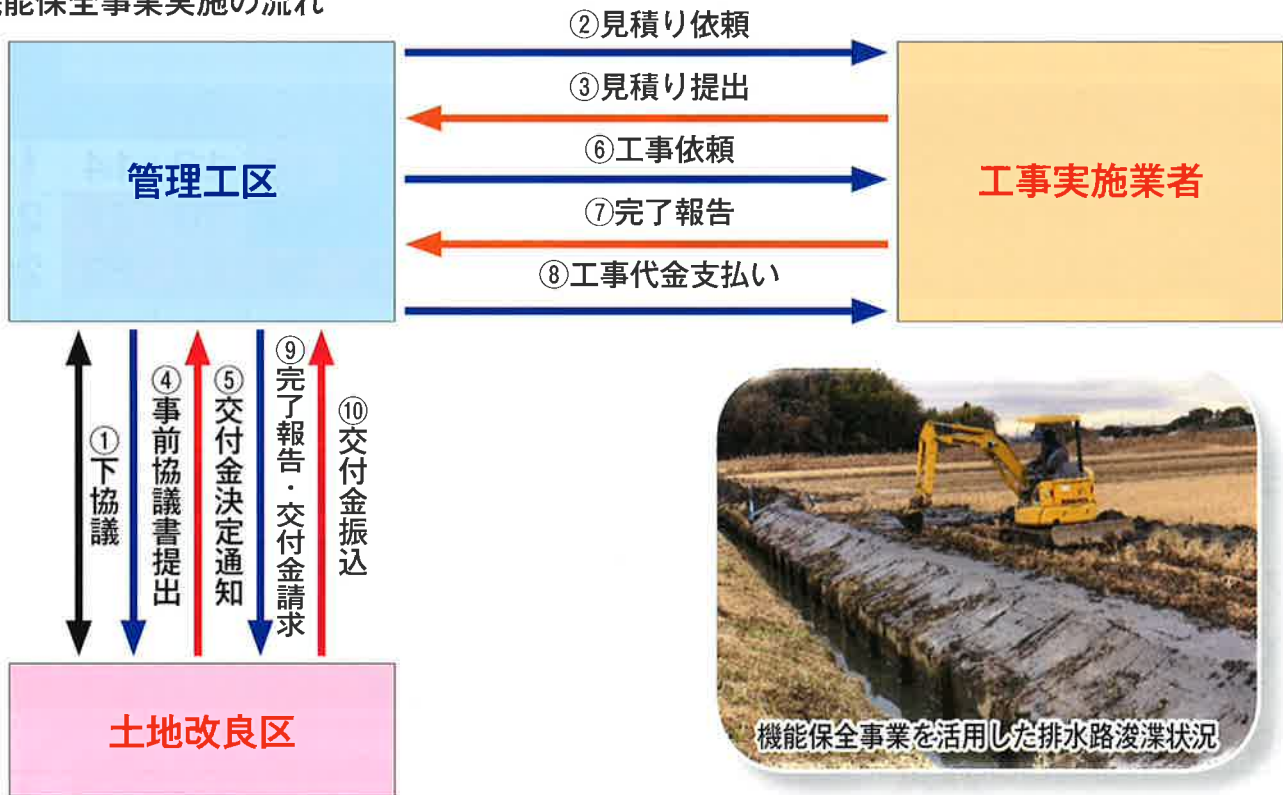 機能保全事業実施の流れ
②見積り依頼
③見積り提出
⑥工事依頼
⑦完了報告
⑧工事代金支払い
管理工区
工事実施業者
①下協議
④事前協議書提出
⑤交付金決定通知
⑨完了報告・交付金請求
⑩交付金振込
土地改良区
機能保全事業を活用した排水路浚渫状況